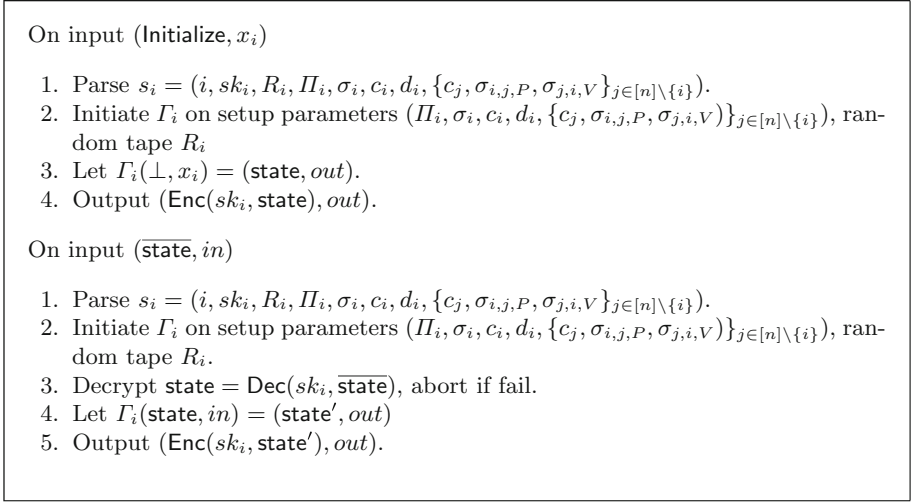 On input (Initialize, x_i)
1. Parse s_i = (i, sk_i, R_i, Π_i, σ_i, c_i, d_i, {c_j, σ_{i,j,P}, σ_{j,i,V}}_{j∈[n]\{i}}).
2. Initiate Γ_i on setup parameters (Π_i, σ_i, c_i, d_i, {c_j, σ_{i,j,P}, σ_{j,i,V})}_{j∈[n]\{i}}), ran-
dom tape R_i
3. Let Γ_i(⊥, x_i) = (state, out).
4. Output (Enc(sk_i, state), out).
On input (\overline{state}, in)
1. Parse s_i = (i, sk_i, R_i, Π_i, σ_i, c_i, d_i, {c_j, σ_{i,j,P}, σ_{j,i,V}}_{j∈[n]\{i}}).
2. Initiate Γ_i on setup parameters (Π_i, σ_i, c_i, d_i, {c_j, σ_{i,j,P}, σ_{j,i,V})}_{j∈[n]\{i}}), ran-
dom tape R_i.
3. Decrypt state = Dec(sk_i, \overline{state}), abort if fail.
4. Let Γ_i(state, in) = (state′, out)
5. Output (Enc(sk_i, state′), out).